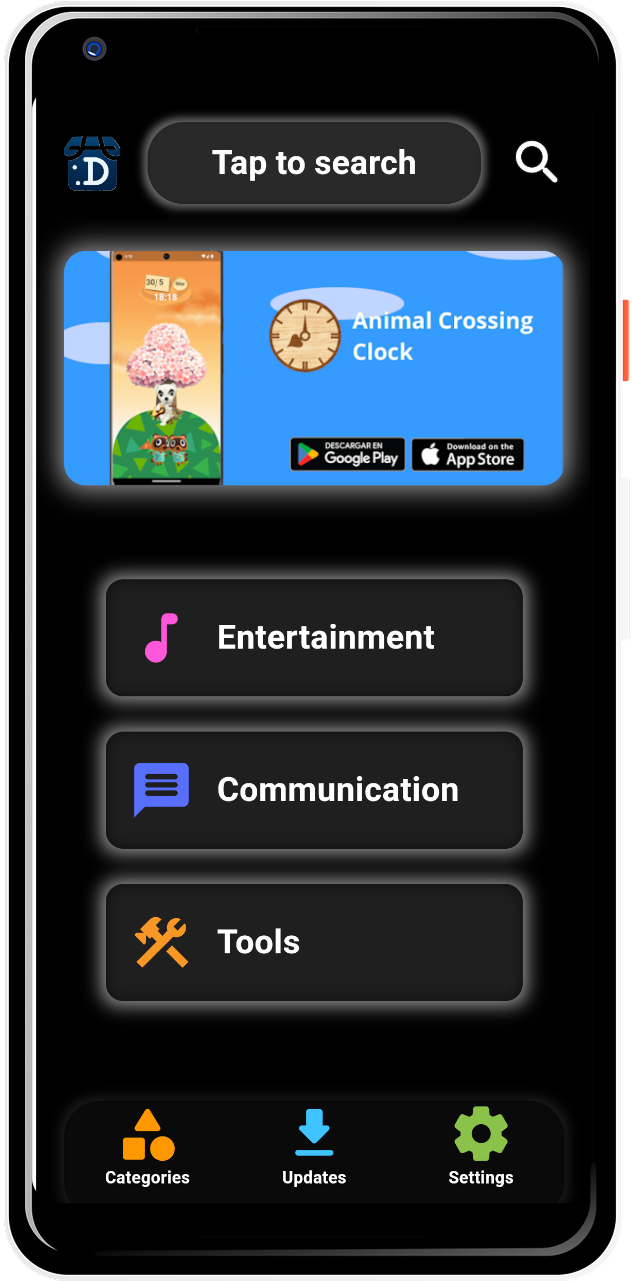 :D
Tap to search
30/5
18:18
Animal Crossing
Clock
DESCARGAR EN
Google Play
Download on the
App Store
Entertainment
Communication
Tools
Categories
Updates
Settings